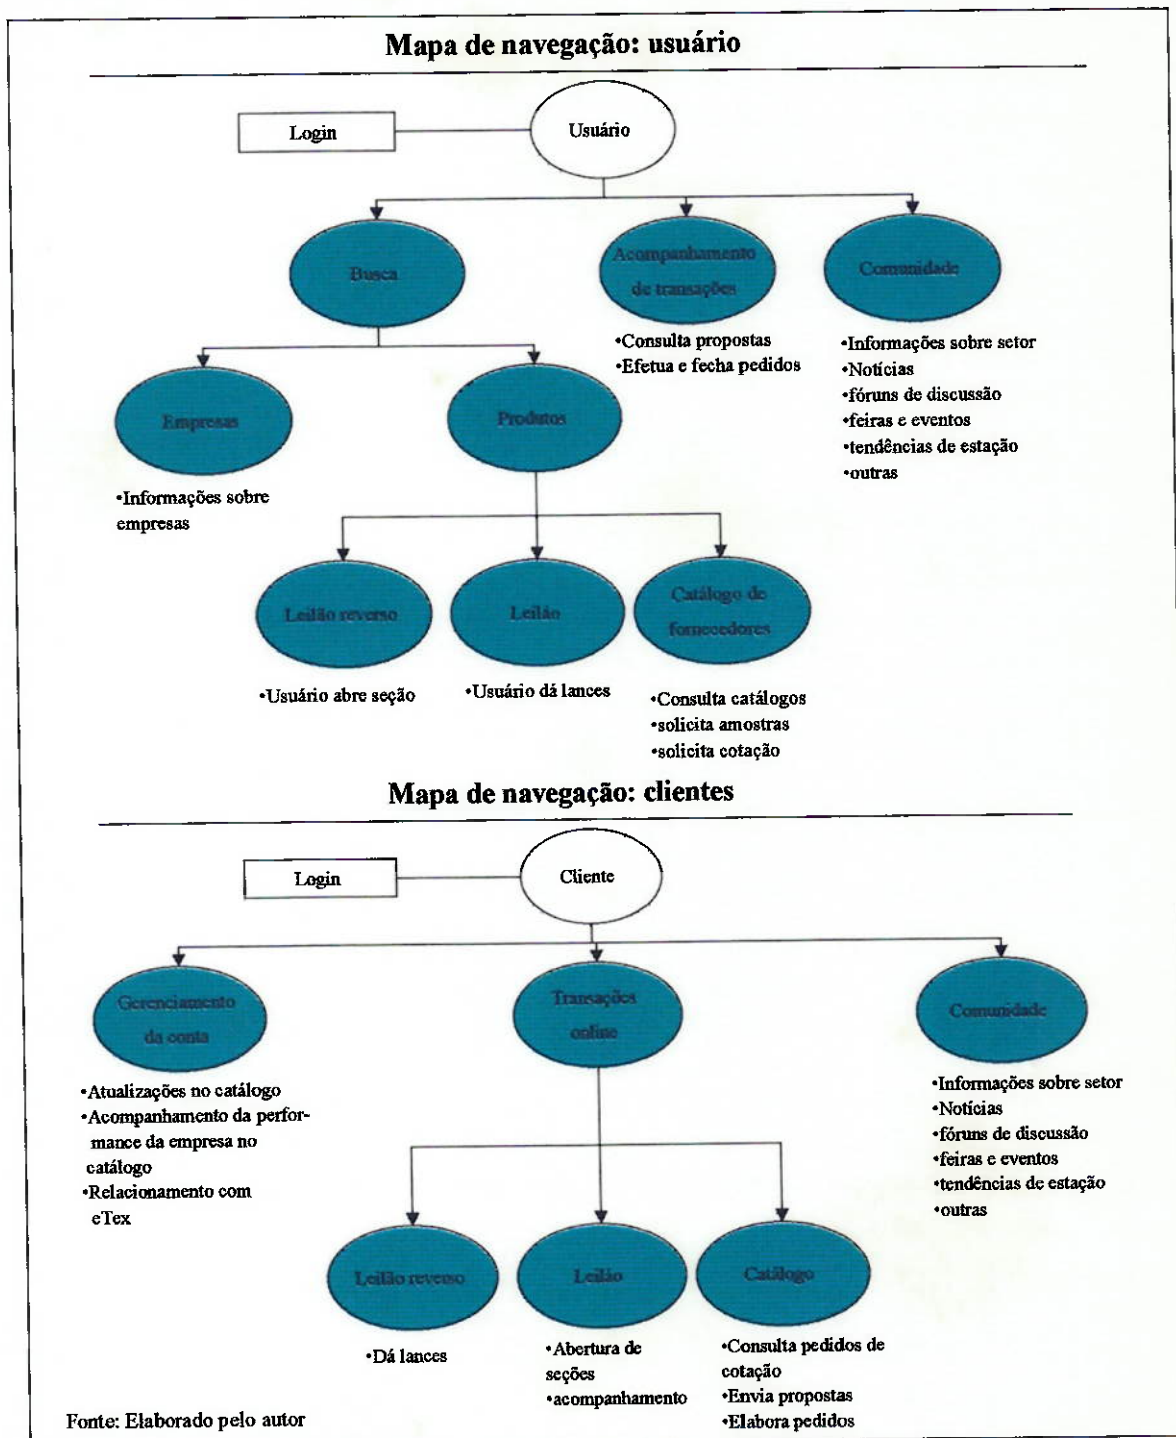 Mapa de navegação: usuário
Login
Usuário
Busca
Acompanhamento
de transações
Comunidade
•Consulta propostas
•Efetua e fecha pedidos
•Informações sobre setor
•Notícias
•fóruns de discussão
•feiras e eventos
•tendências de estação
•outras
Empresas
Produtos
•Informações sobre
empresas
Leilão reverso
Leilão
Catálogo de
fornecedores
•Usuário abre seção
•Usuário dá lances
•Consulta catálogos
•solicita amostras
•solicita cotação
Mapa de navegação: clientes
Login
Cliente
Gerenciamento
da conta
Transações
online
Comunidade
•Atualizações no catálogo
•Acompanhamento da perfor-
mance da empresa no
catálogo
•Relacionamento com
eTex
•Informações sobre setor
•Notícias
•fóruns de discussão
•feiras e eventos
•tendências de estação
•outras
Leilão reverso
Leilão
Catálogo
•Dá lances
•Abertura de
seções
•acompanhamento
•Consulta pedidos de
cotação
•Envia propostas
•Elabora pedidos
Fonte: Elaborado pelo autor